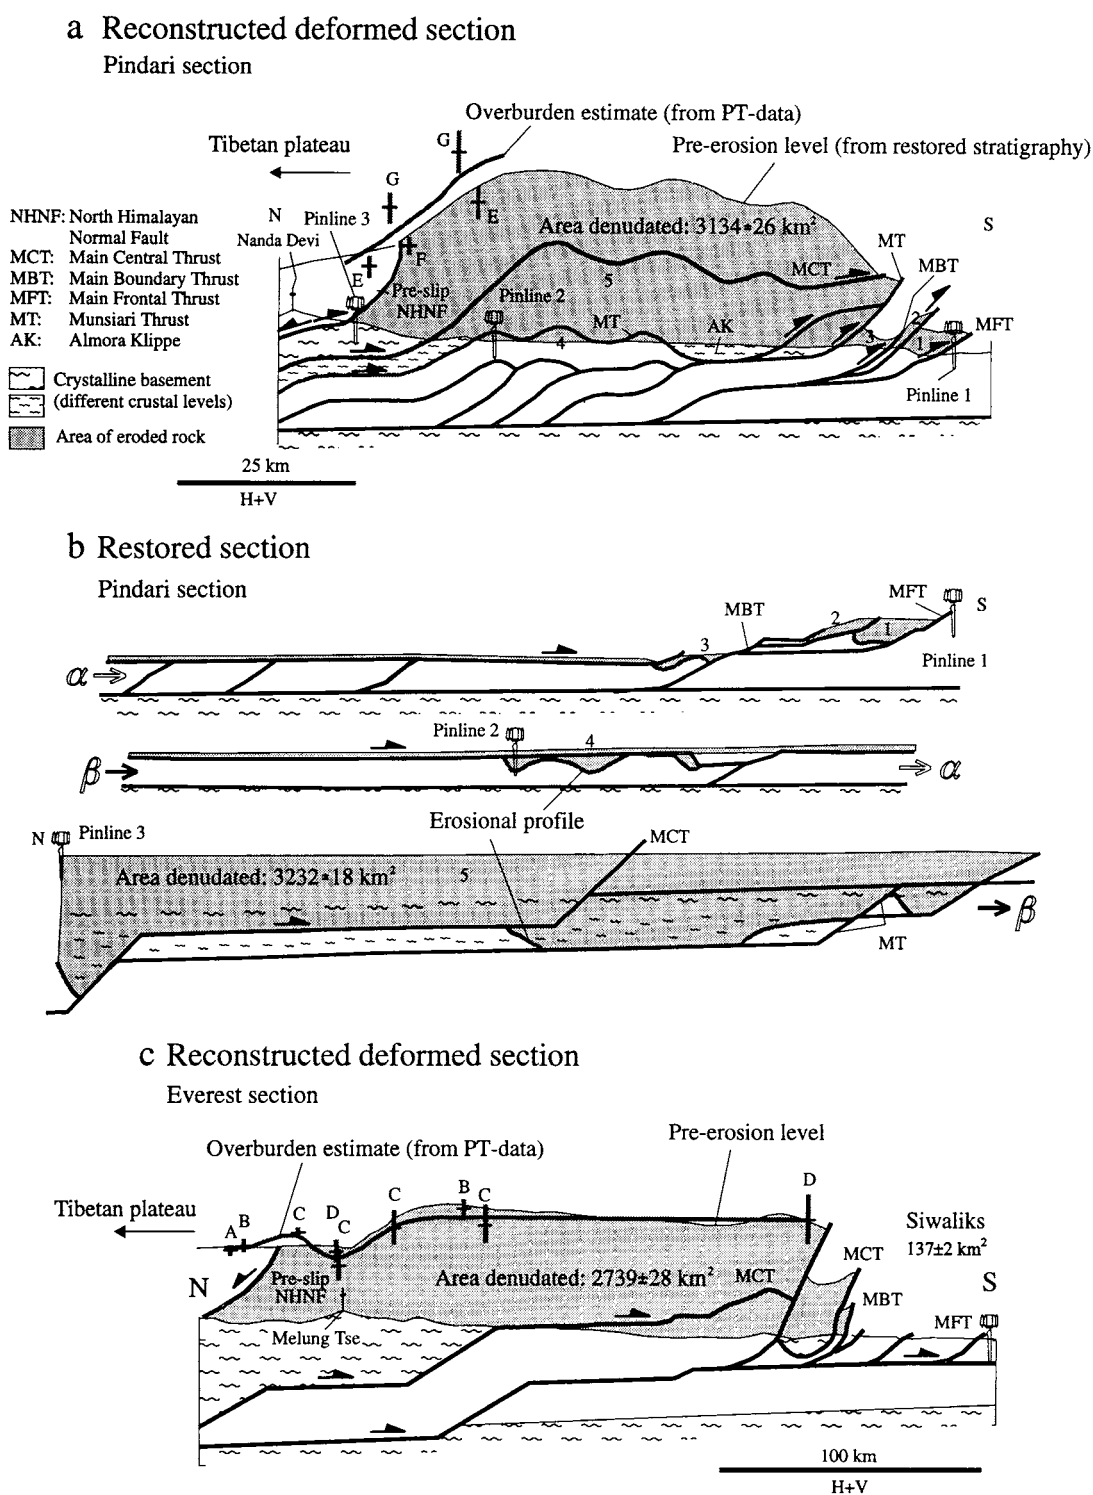 a Reconstructed deformed section
Pindari section
Overburden estimate (from PT-data)
Tibetan plateau
G
Pre-erosion level (from restored stratigraphy)
G
NHNF: North Himalayan
Normal Fault
MCT: Main Central Thrust
MBT: Main Boundary Thrust
MFT: Main Frontal Thrust
MT: Munsiari Thrust
AK: Almora Klippe
Crystalline basement
(different crustal levels)
Area of eroded rock
N
Pinline 3
Nanda Devi
E
F
E
Area denudated: 3134±26 km²
S
MT
MCT
MBT
5
Pre-slip
NHNF
Pinline 2
MT
AK
4
3
2
1
MFT
Pinline 1
25 km
H+V
b Restored section
Pindari section
MFT
S
MBT
2
1
3
Pinline 1
α
Pinline 2
4
β
α
Erosional profile
N
Pinline 3
MCT
Area denudated: 3232±18 km²
5
β
MT
c Reconstructed deformed section
Everest section
Overburden estimate (from PT-data)
Pre-erosion level
Tibetan plateau
A
B
C
D
C
C
B
C
D
Siwaliks
137±2 km²
N
Pre-slip
NHNF
Area denudated: 2739±28 km²
MCT
MCT
S
MBT
MFT
Melung Tse
100 km
H+V